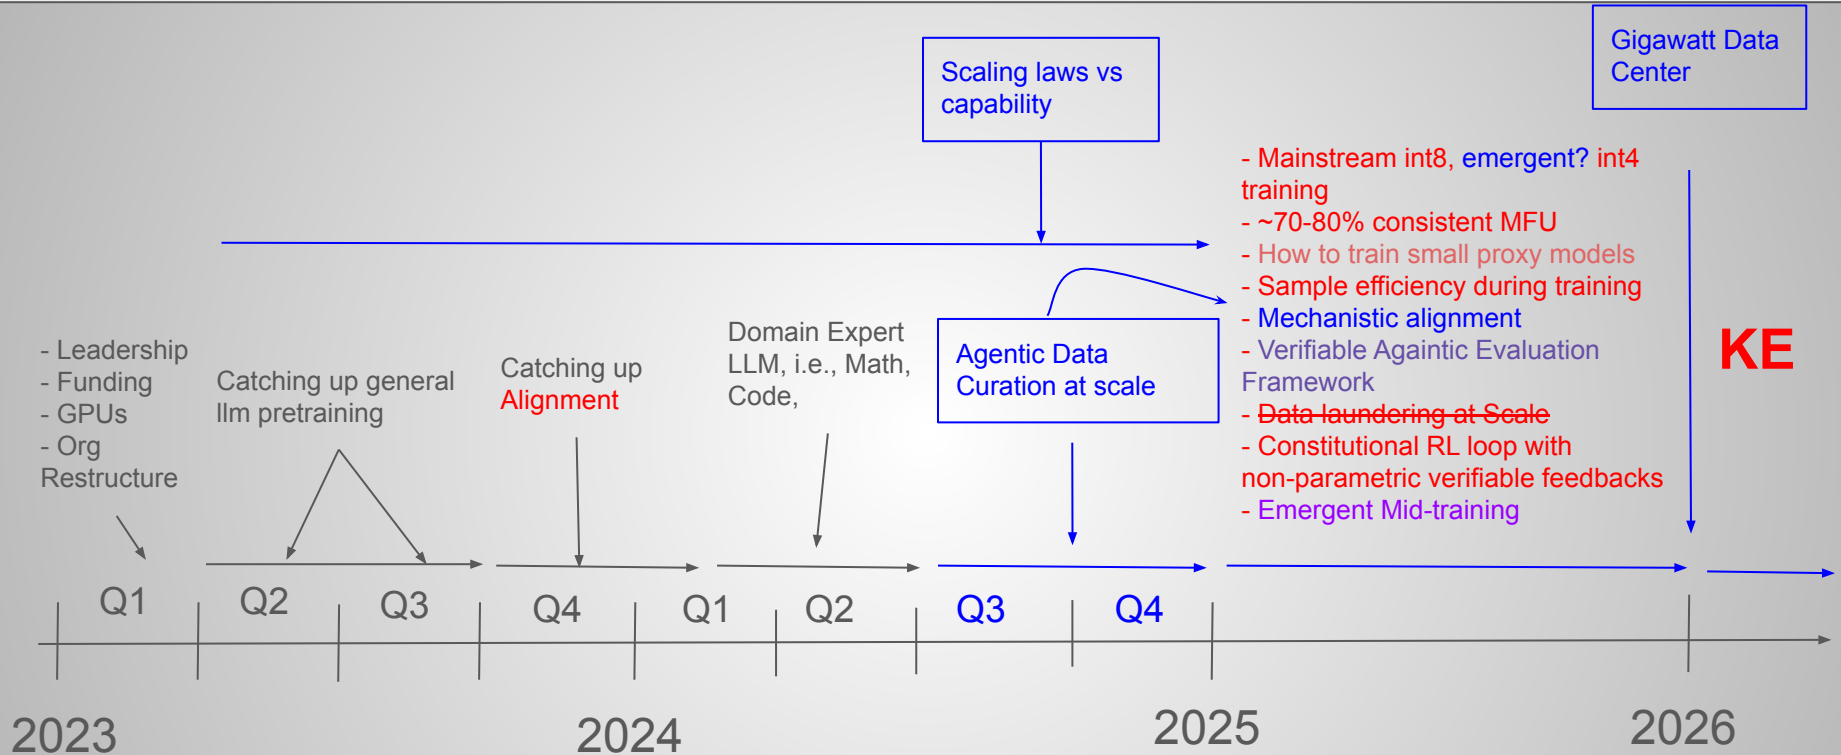 Gigawatt Data
Center
Scaling laws vs
capability
- Mainstream int8, emergent? int4
training
- ~70-80% consistent MFU
- How to train small proxy models
- Sample efficiency during training
- Mechanistic alignment
- Verifiable Againtic Evaluation
Framework
- Data laundering at Scale
- Constitutional RL loop with
non-parametric verifiable feedbacks
- Emergent Mid-training
KE
- Leadership
- Funding
- GPUs
- Org
Restructure
Catching up general
llm pretraining
Catching up
Alignment
Domain Expert
LLM, i.e., Math,
Code,
Agentic Data
Curation at scale
Q1 Q2 Q3 Q4 Q1 Q2 Q3 Q4
2023 2024 2025 2026